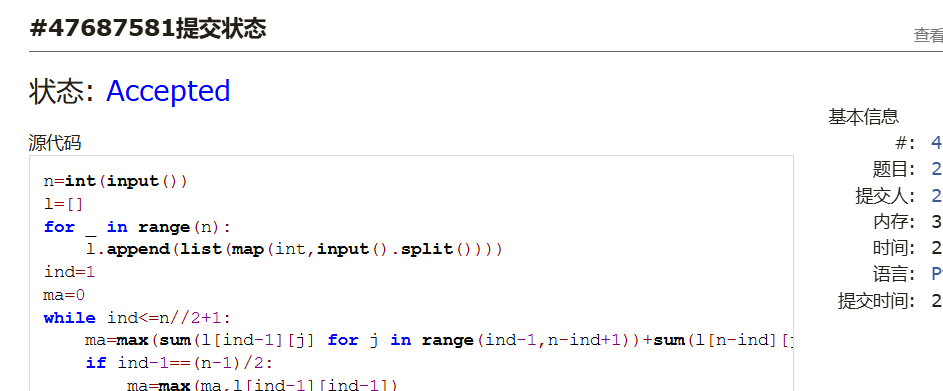 #47687581提交状态
查看
状态: Accepted
源代码
n=int(input())
l=[]
for _ in range(n):
    l.append(list(map(int,input().split())))
ind=1
ma=0
while ind<=n//2+1:
    ma=max(sum(l[ind-1][j] for j in range(ind-1,n-ind+1))+sum(l[n-ind][j
    if ind-1==(n-1)/2:
        ma=max(ma,l[ind-1][ind-1])
基本信息
#: 4
题目: 2
提交人: 2
内存: 3
时间: 2
语言: P
提交时间: 2